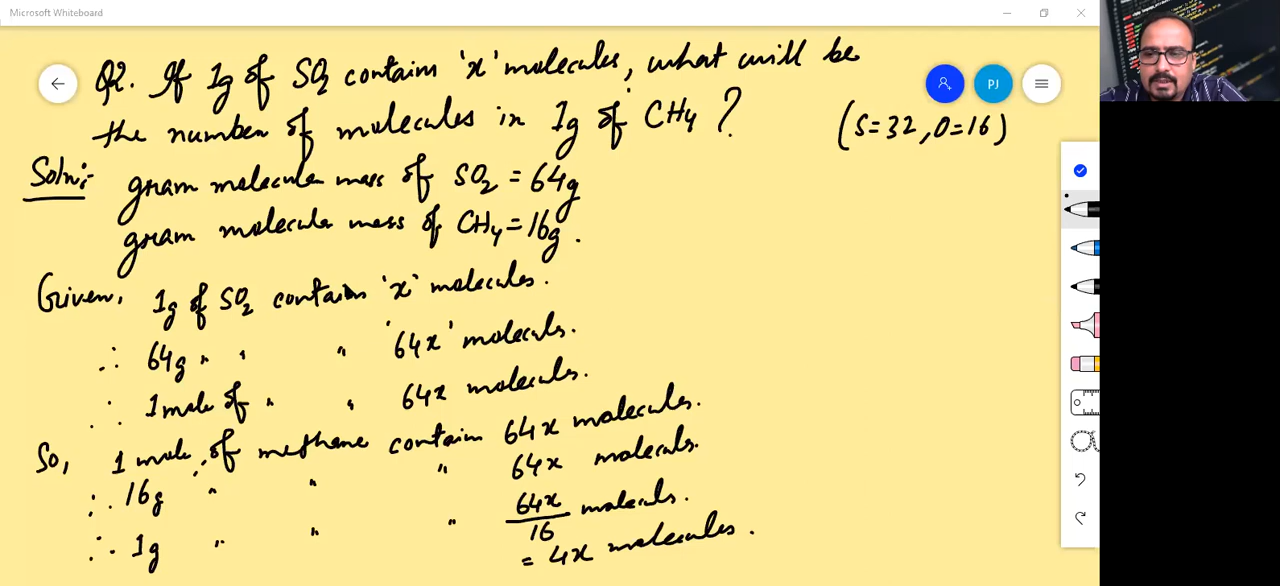 Microsoft Whiteboard
Q2. If 1g of SO2 contains 'x' molecules, what will be
the number of molecules in 1g of CH4 ?
(S=32, O=16)
PJ
Soln:-
gram molecular mass of SO2 = 64g
gram molecular mass of CH4 = 16g.
Given, 1g of SO2 contains 'x' molecules.
∴ 64g " " " '64x' molecules.
∴ 1 mole of " " 64x molecules.
So, 1 mole of methane contain 64x molecules.
∴ 16g " " " 64x molecules.
∴ 1g " " " 64x/16 molecules.
= 4x molecules.